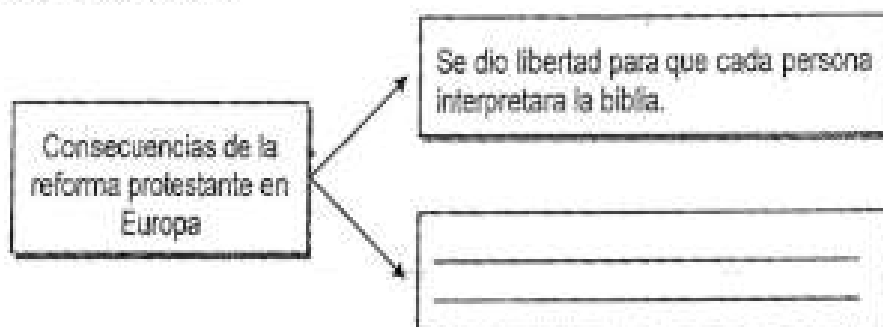 Consecuencias de la
reforma protestante en
Europa
Se dio libertad para que cada persona
interpretara la biblia.